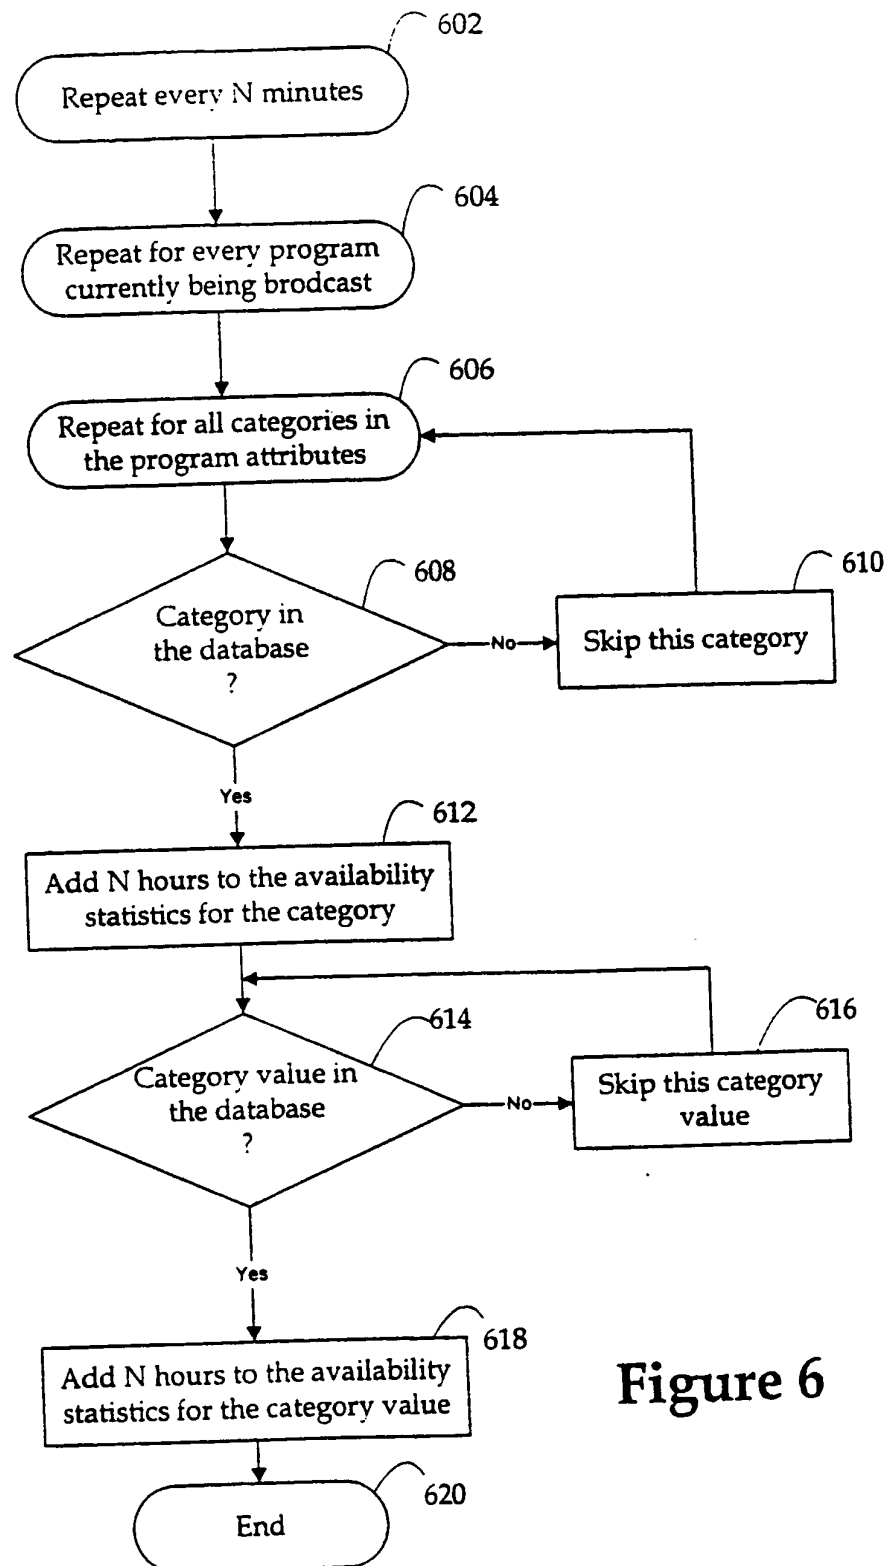 602
Repeat every N minutes
604
Repeat for every program
currently being brodcast
606
Repeat for all categories in
the program attributes
608
Category in
the database
?
No
610
Skip this category
Yes
612
Add N hours to the availability
statistics for the category
614
Category value in
the database
?
No
616
Skip this category
value
Yes
618
Add N hours to the availability
statistics for the category value
Figure 6
620
End